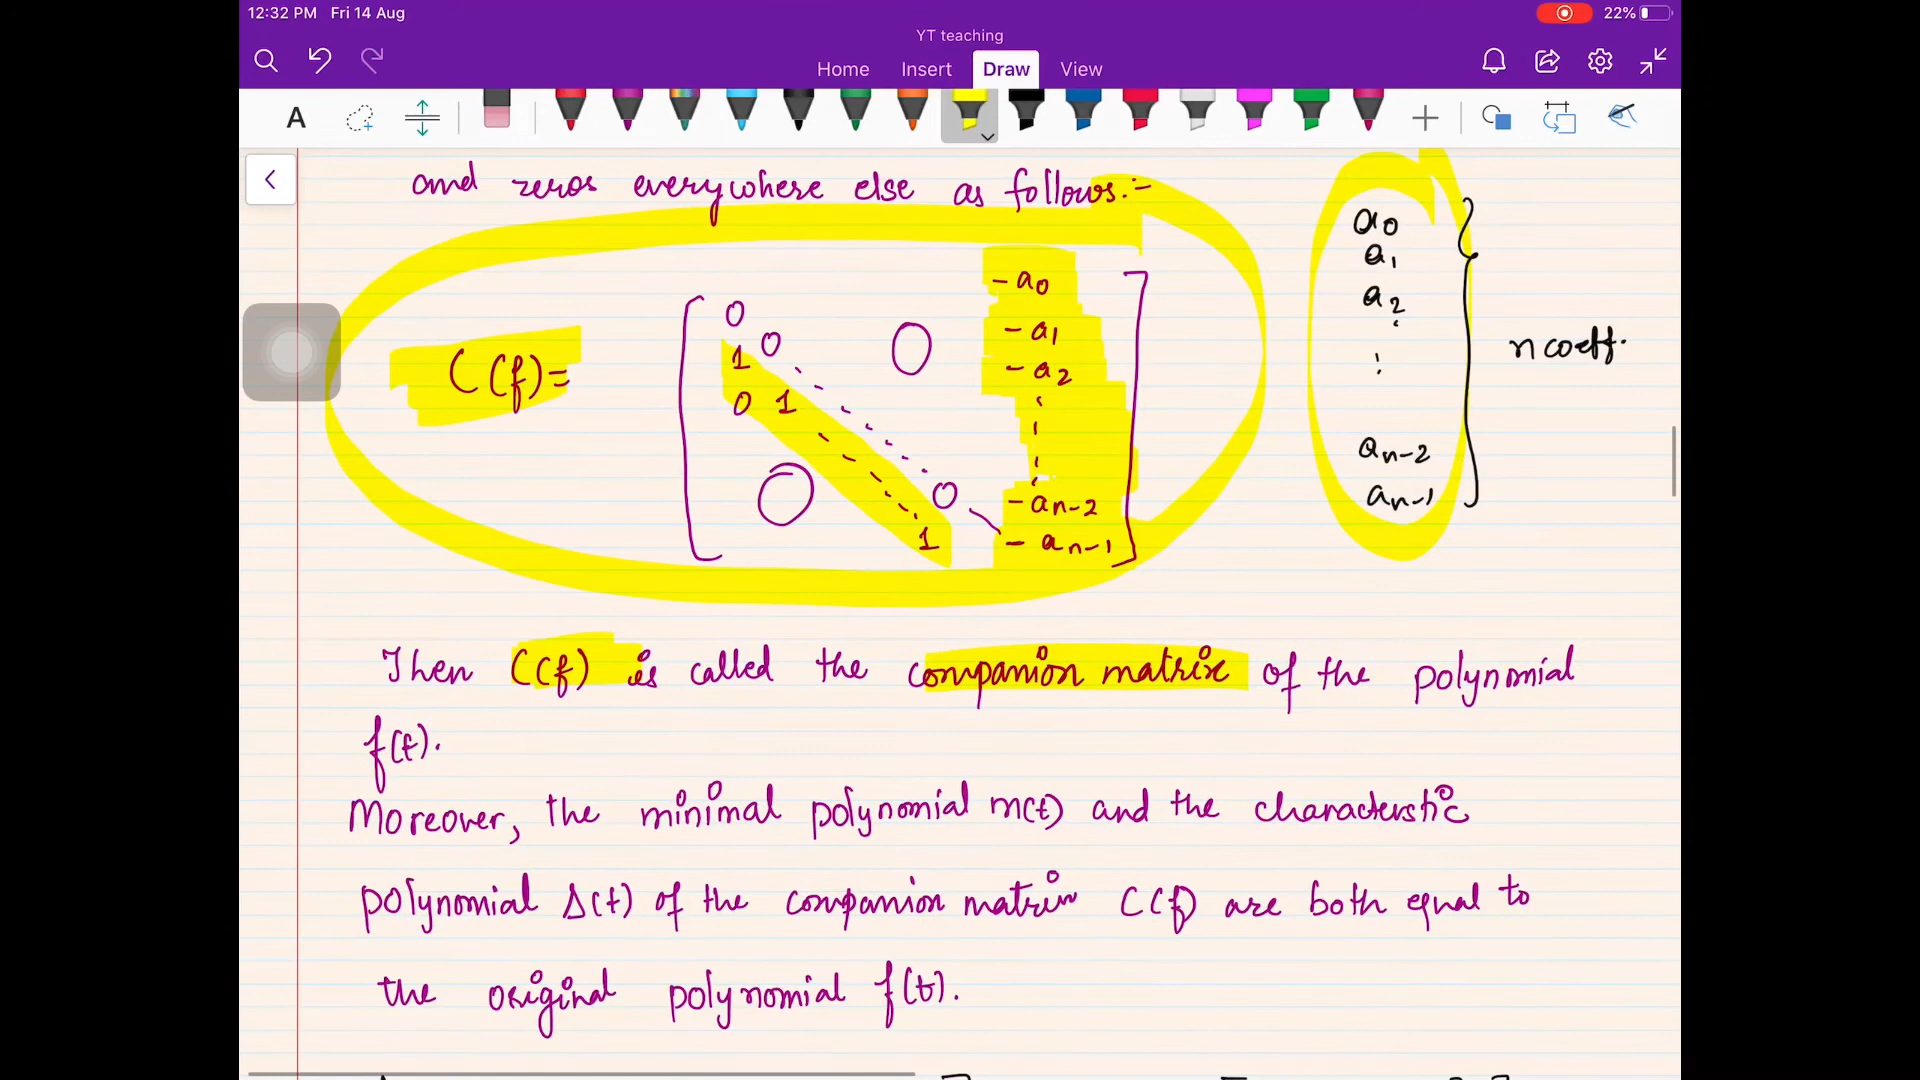 12:32 PM Fri 14 Aug
22%
YT teaching
Home Insert Draw View
A
and zeros everywhere else as follows:-
C(f)=
0 -a0
1 0 0 -a1
0 1 -a2
0 0 -an-2
1 -an-1
a0
a1
a2
an-2
an-1
n coeff.
Then C(f) is called the companion matrix of the polynomial
f(t).
Moreover, the minimal polynomial m(t) and the characterstic
polynomial Δ(t) of the companion matrix C(f) are both equal to
the original polynomial f(t).